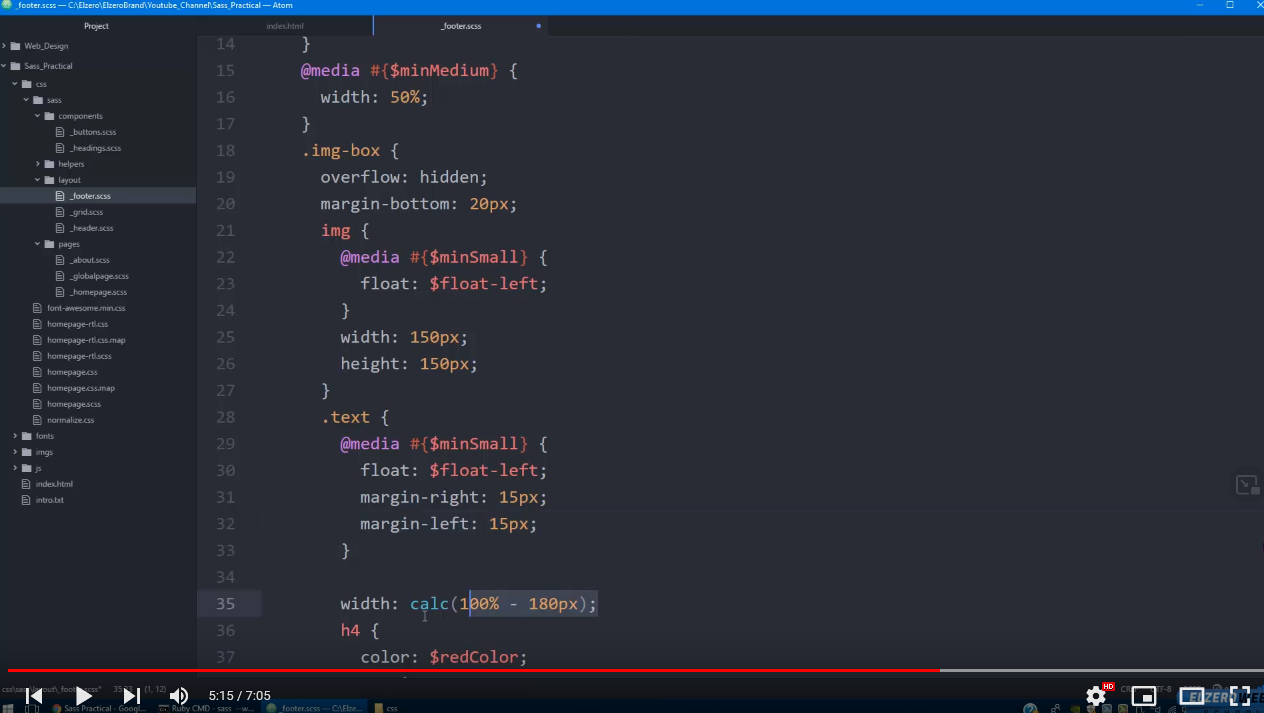 _footer.scss — C:\Elzero\ElzeroBrand\Youtube_Channel\Sass_Practical — Atom
Project
index.html
_footer.scss
Web_Design
Sass_Practical
css
sass
components
_buttons.scss
_headings.scss
helpers
layout
_footer.scss
_grid.scss
_header.scss
pages
_about.scss
_globalpage.scss
_homepage.scss
font-awesome.min.css
homepage-rtl.css
homepage-rtl.css.map
homepage-rtl.scss
homepage.css
homepage.css.map
homepage.scss
normalize.css
fonts
imgs
js
index.html
intro.txt
14 }
15 @media #{$minMedium} {
16 width: 50%;
17 }
18 .img-box {
19 overflow: hidden;
20 margin-bottom: 20px;
21 img {
22 @media #{$minSmall} {
23 float: $float-left;
24 }
25 width: 150px;
26 height: 150px;
27 }
28 .text {
29 @media #{$minSmall} {
30 float: $float-left;
31 margin-right: 15px;
32 margin-left: 15px;
33 }
34
35 width: calc(100% - 180px);
36 h4 {
37 color: $redColor;
5:15 / 7:05
HD
(1, 12)
Sass Practical - Googl...
Ruby CMD - sass --w...
_footer.scss — C:\Elze...
css